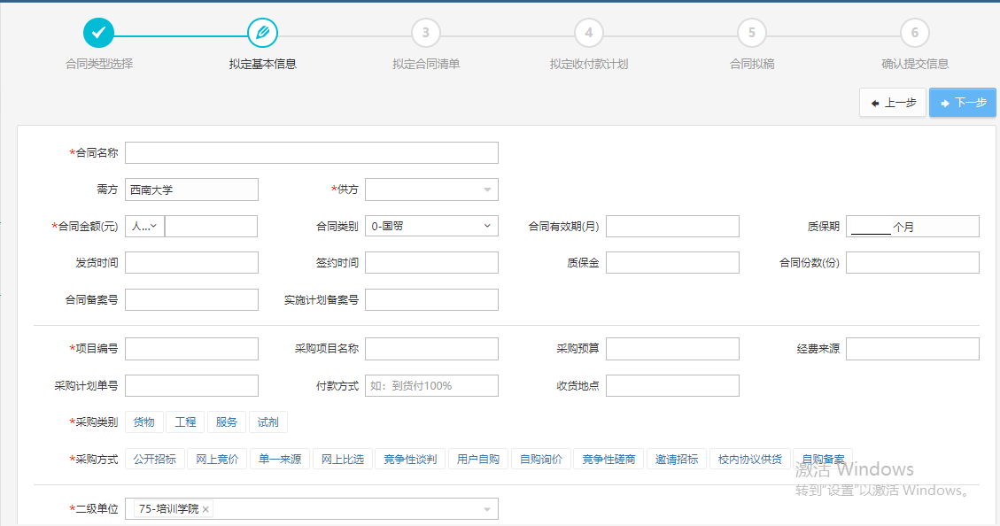 3 4 5 6
合同类型选择 拟定基本信息 拟定合同清单 拟定收付款计划 合同拟稿 确认提交信息
上一步 下一步
*合同名称
需方 西南大学 *供方
*合同金额(元) 人... 合同类别 0-国贸 合同有效期(月) 质保期 ______ 个月
发货时间 签约时间 质保金 合同份数(份)
合同备案号 实施计划备案号
*项目编号 采购项目名称 采购预算 经费来源
采购计划单号 付款方式 如：到货付100% 收货地点
*采购类别 货物 工程 服务 试剂
*采购方式 公开招标 网上竞价 单一来源 网上比选 竞争性谈判 用户自购 自购询价 竞争性磋商 邀请招标 校内协议供货 自购备案
激活 Windows
转到"设置"以激活 Windows。
*二级单位 75-培训学院 ×